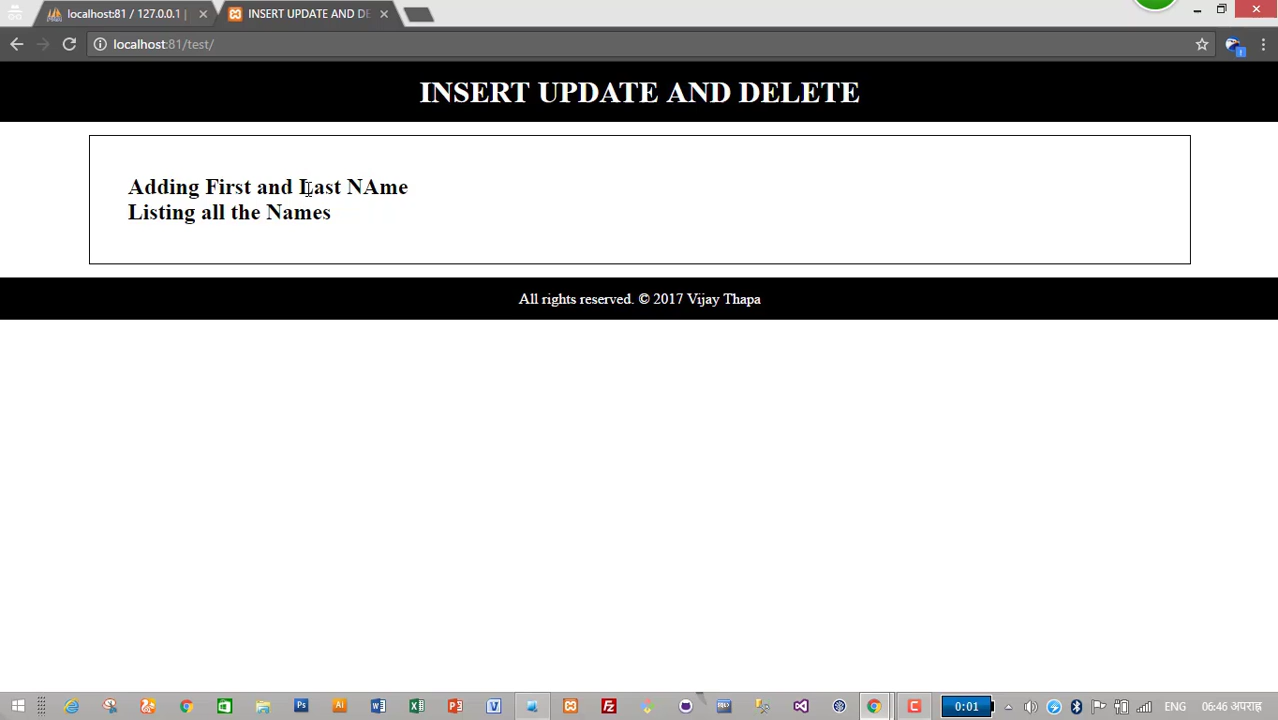 localhost:81 / 127.0.0.1 |
INSERT UPDATE AND DE
localhost:81/test/
INSERT UPDATE AND DELETE
Adding First and Last NAme
Listing all the Names
All rights reserved. © 2017 Vijay Thapa
0:01
ENG
06:46 अपराह्न